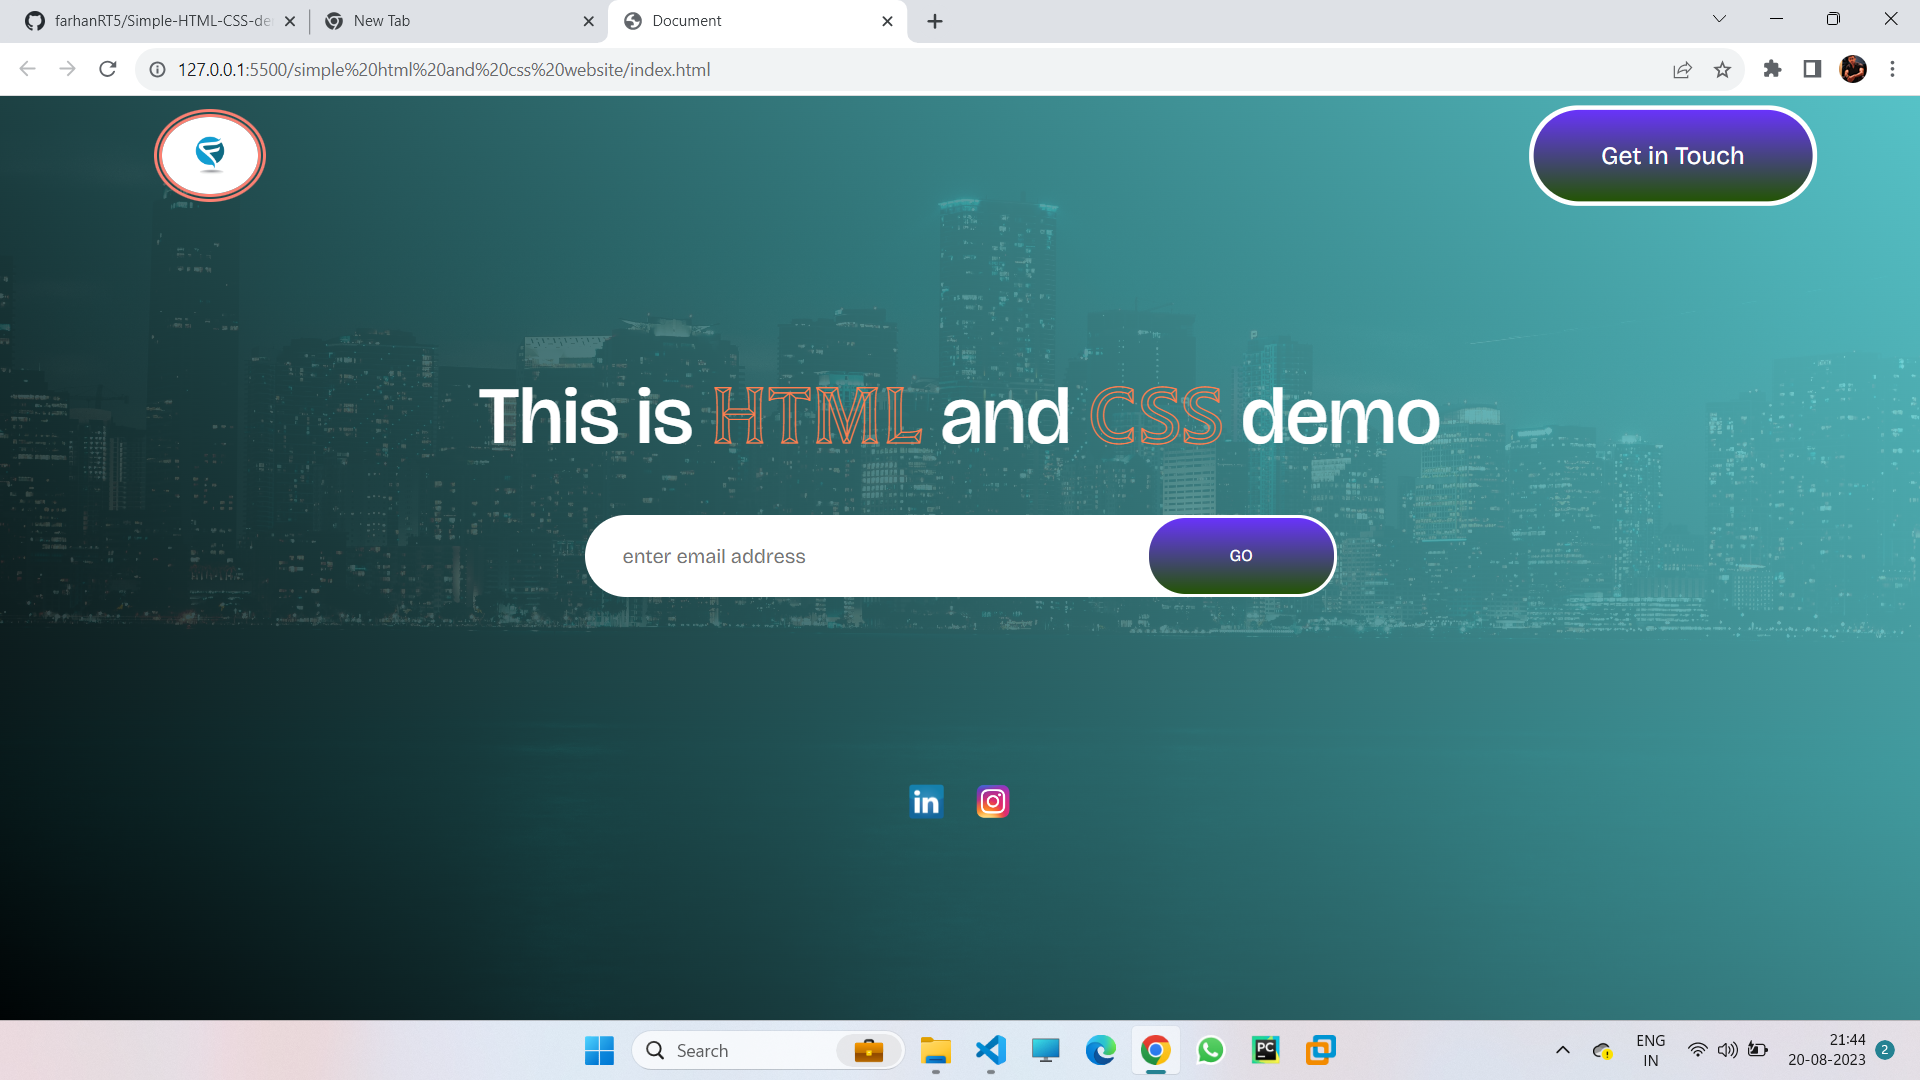 farhanRT5/Simple-HTML-CSS-de
New Tab
Document
127.0.0.1:5500/simple%20html%20and%20css%20website/index.html
Get in Touch
This is HTML and CSS demo
enter email address
GO
in
Search
PC
ENG
IN
21:44
20-08-2023
2